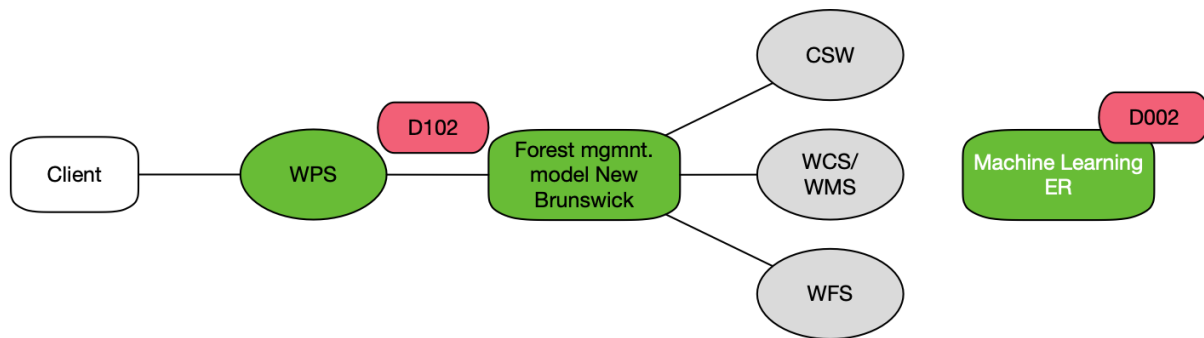 Client
WPS
D102
Forest mgmnt.
model New
Brunswick
CSW
WCS/
WMS
WFS
D002
Machine Learning
ER